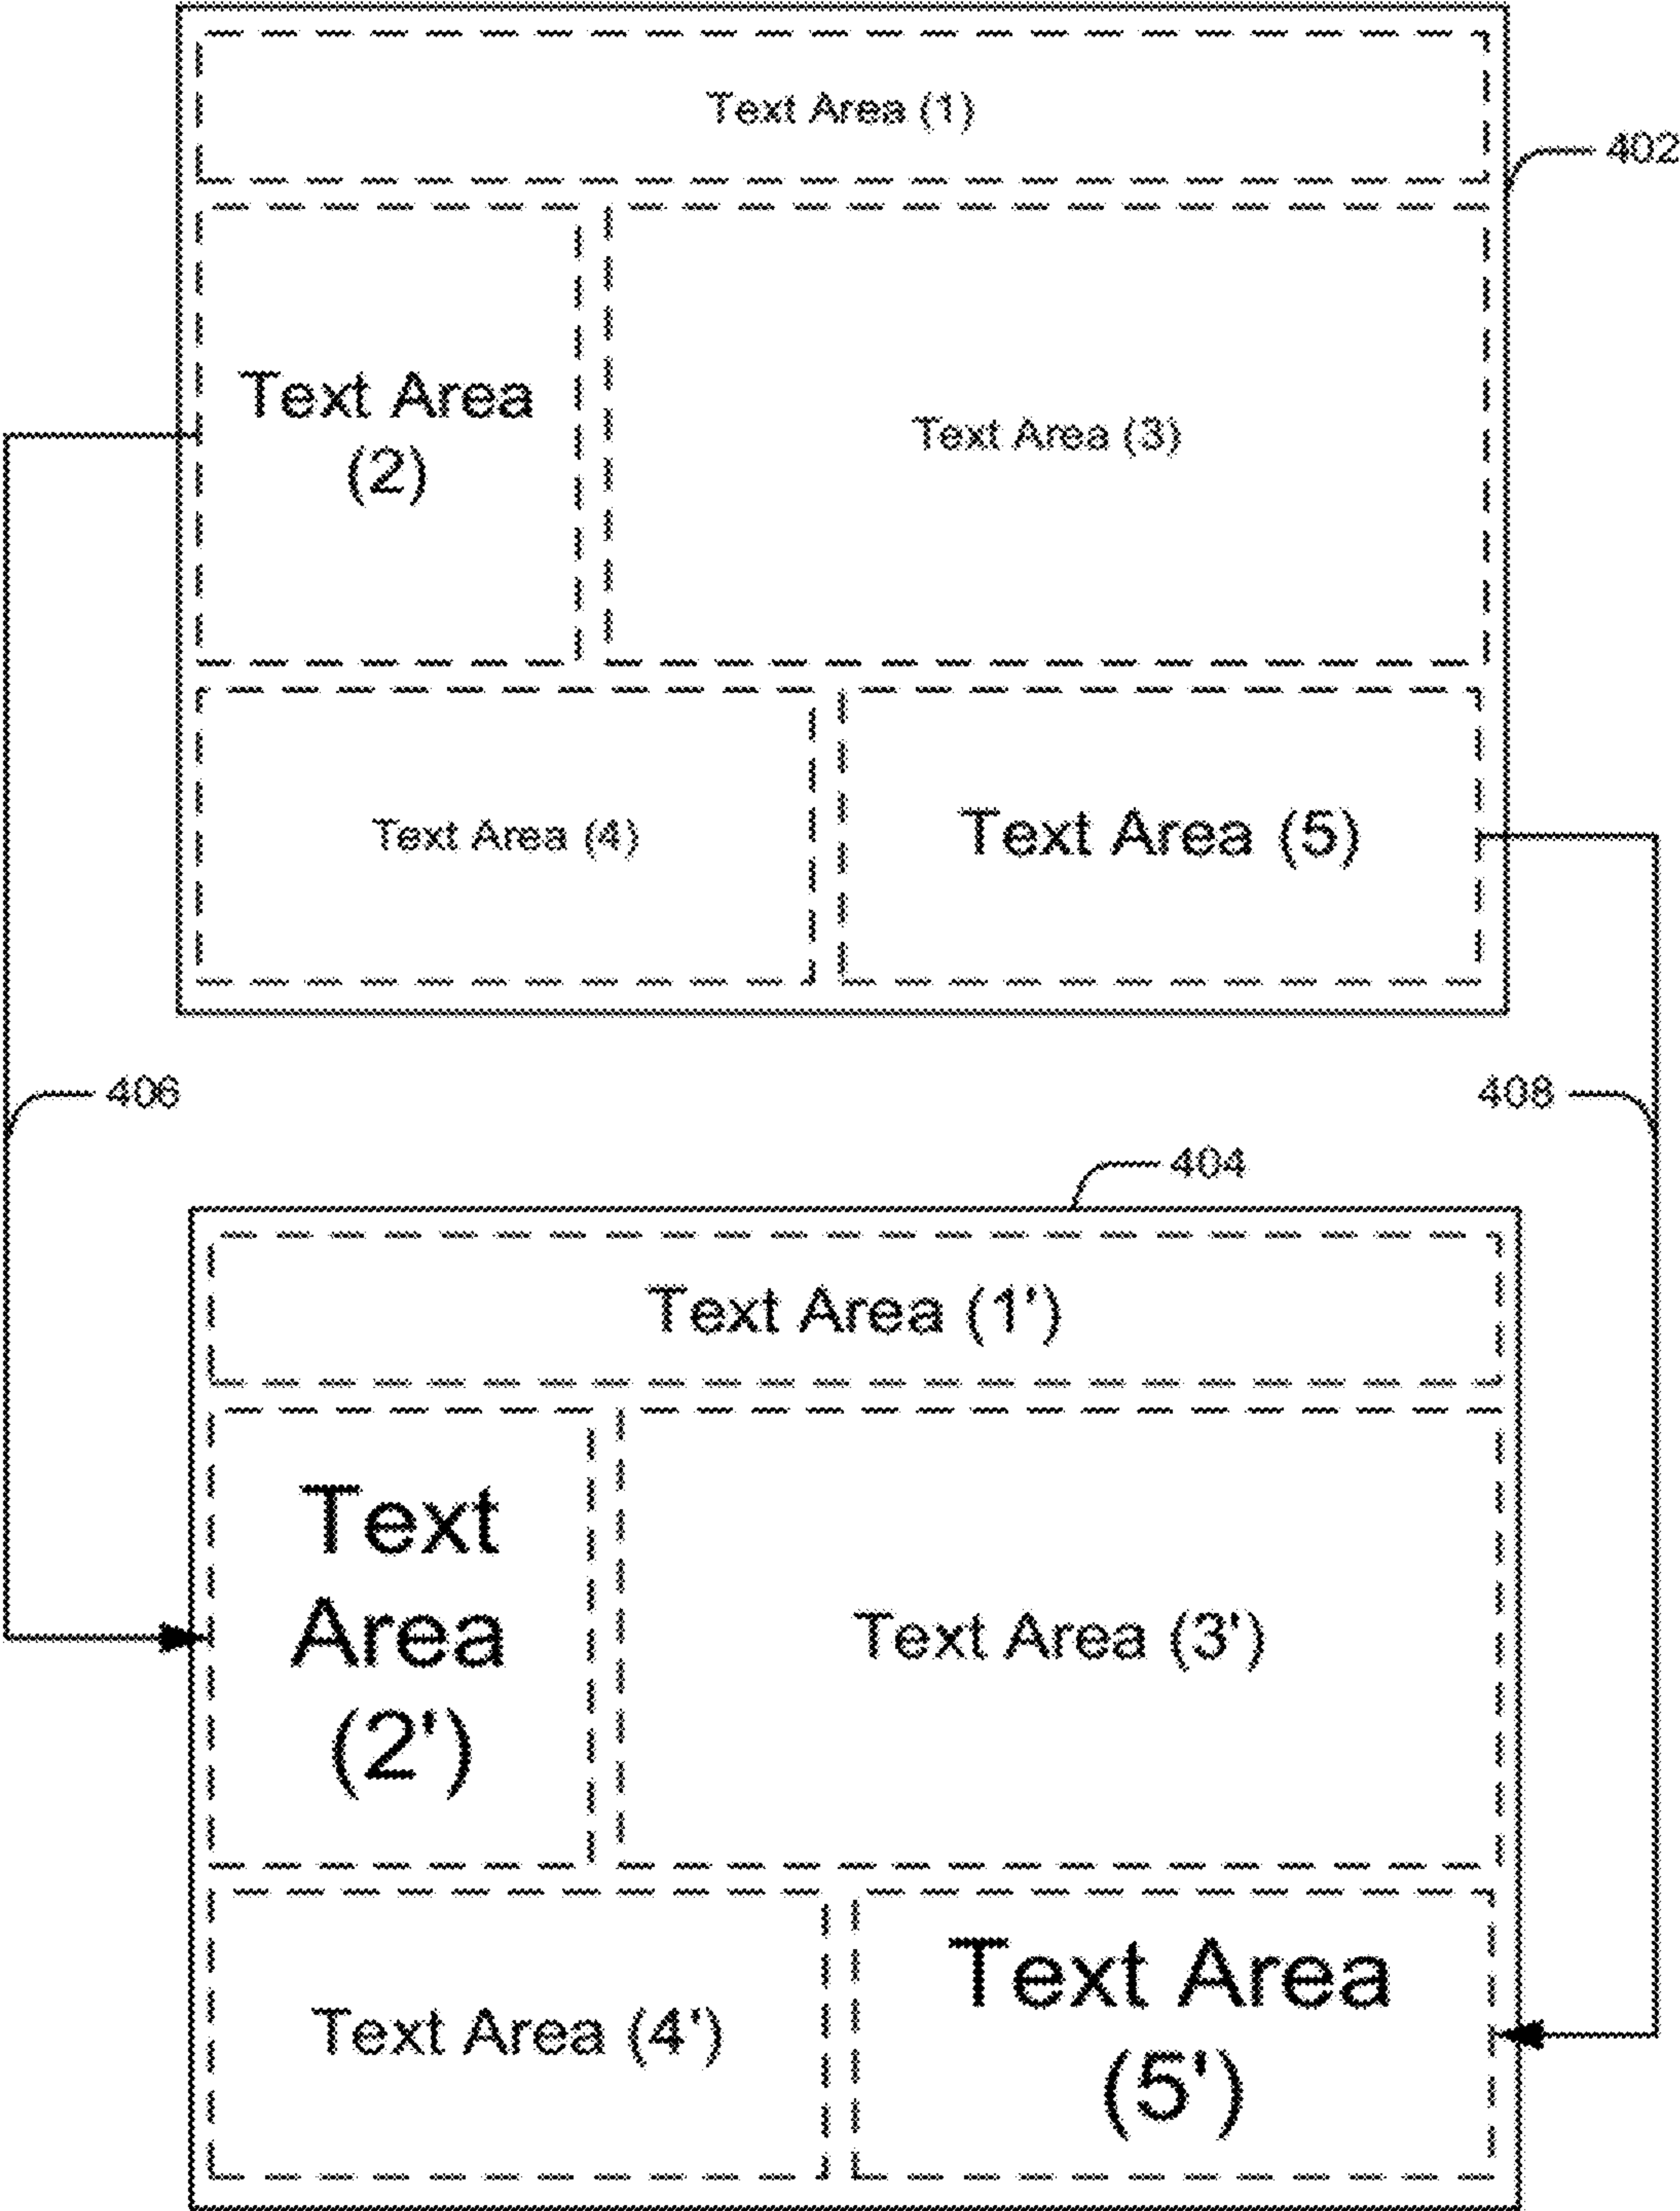 Text Area (1)
402
Text Area
(2)
Text Area (3)
Text Area (4)
Text Area (5)
406
408
404
Text Area (1')
Text
Area
(2')
Text Area (3')
Text Area (4')
Text Area
(5')